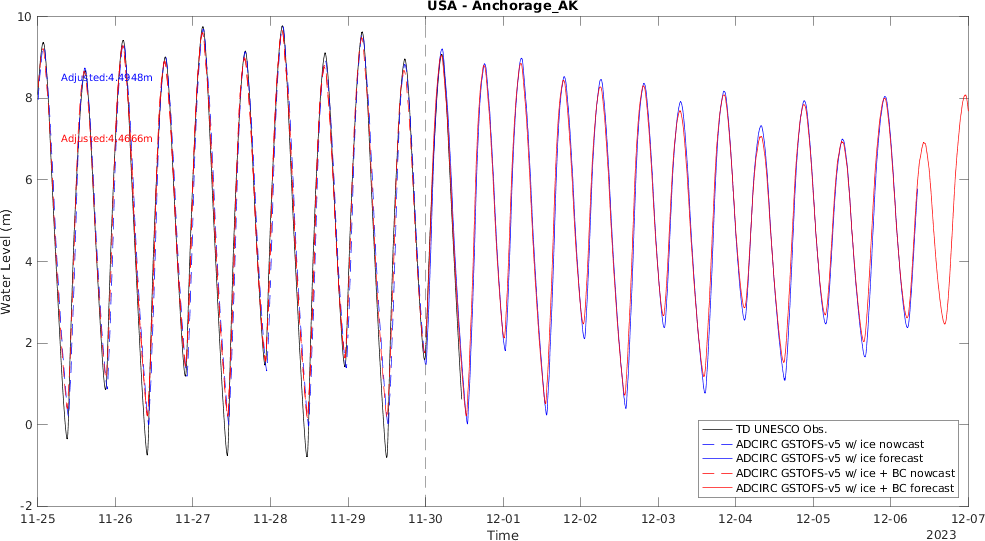 USA - Anchorage_AK
10
8
6
4
2
0
-2
Water Level (m)
Adjusted:4.4948m
Adjusted:4.4666m
TD UNESCO Obs.
ADCIRC GSTOFS-v5 w/ ice nowcast
ADCIRC GSTOFS-v5 w/ ice forecast
ADCIRC GSTOFS-v5 w/ ice + BC nowcast
ADCIRC GSTOFS-v5 w/ ice + BC forecast
11-25 11-26 11-27 11-28 11-29 11-30 12-01 12-02 12-03 12-04 12-05 12-06 12-07
Time
2023